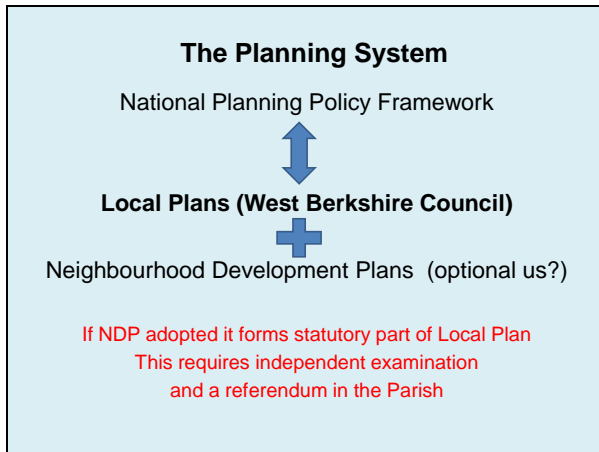 The Planning System
National Planning Policy Framework
Local Plans (West Berkshire Council)
Neighbourhood Development Plans (optional us?)
If NDP adopted it forms statutory part of Local Plan
This requires independent examination
and a referendum in the Parish